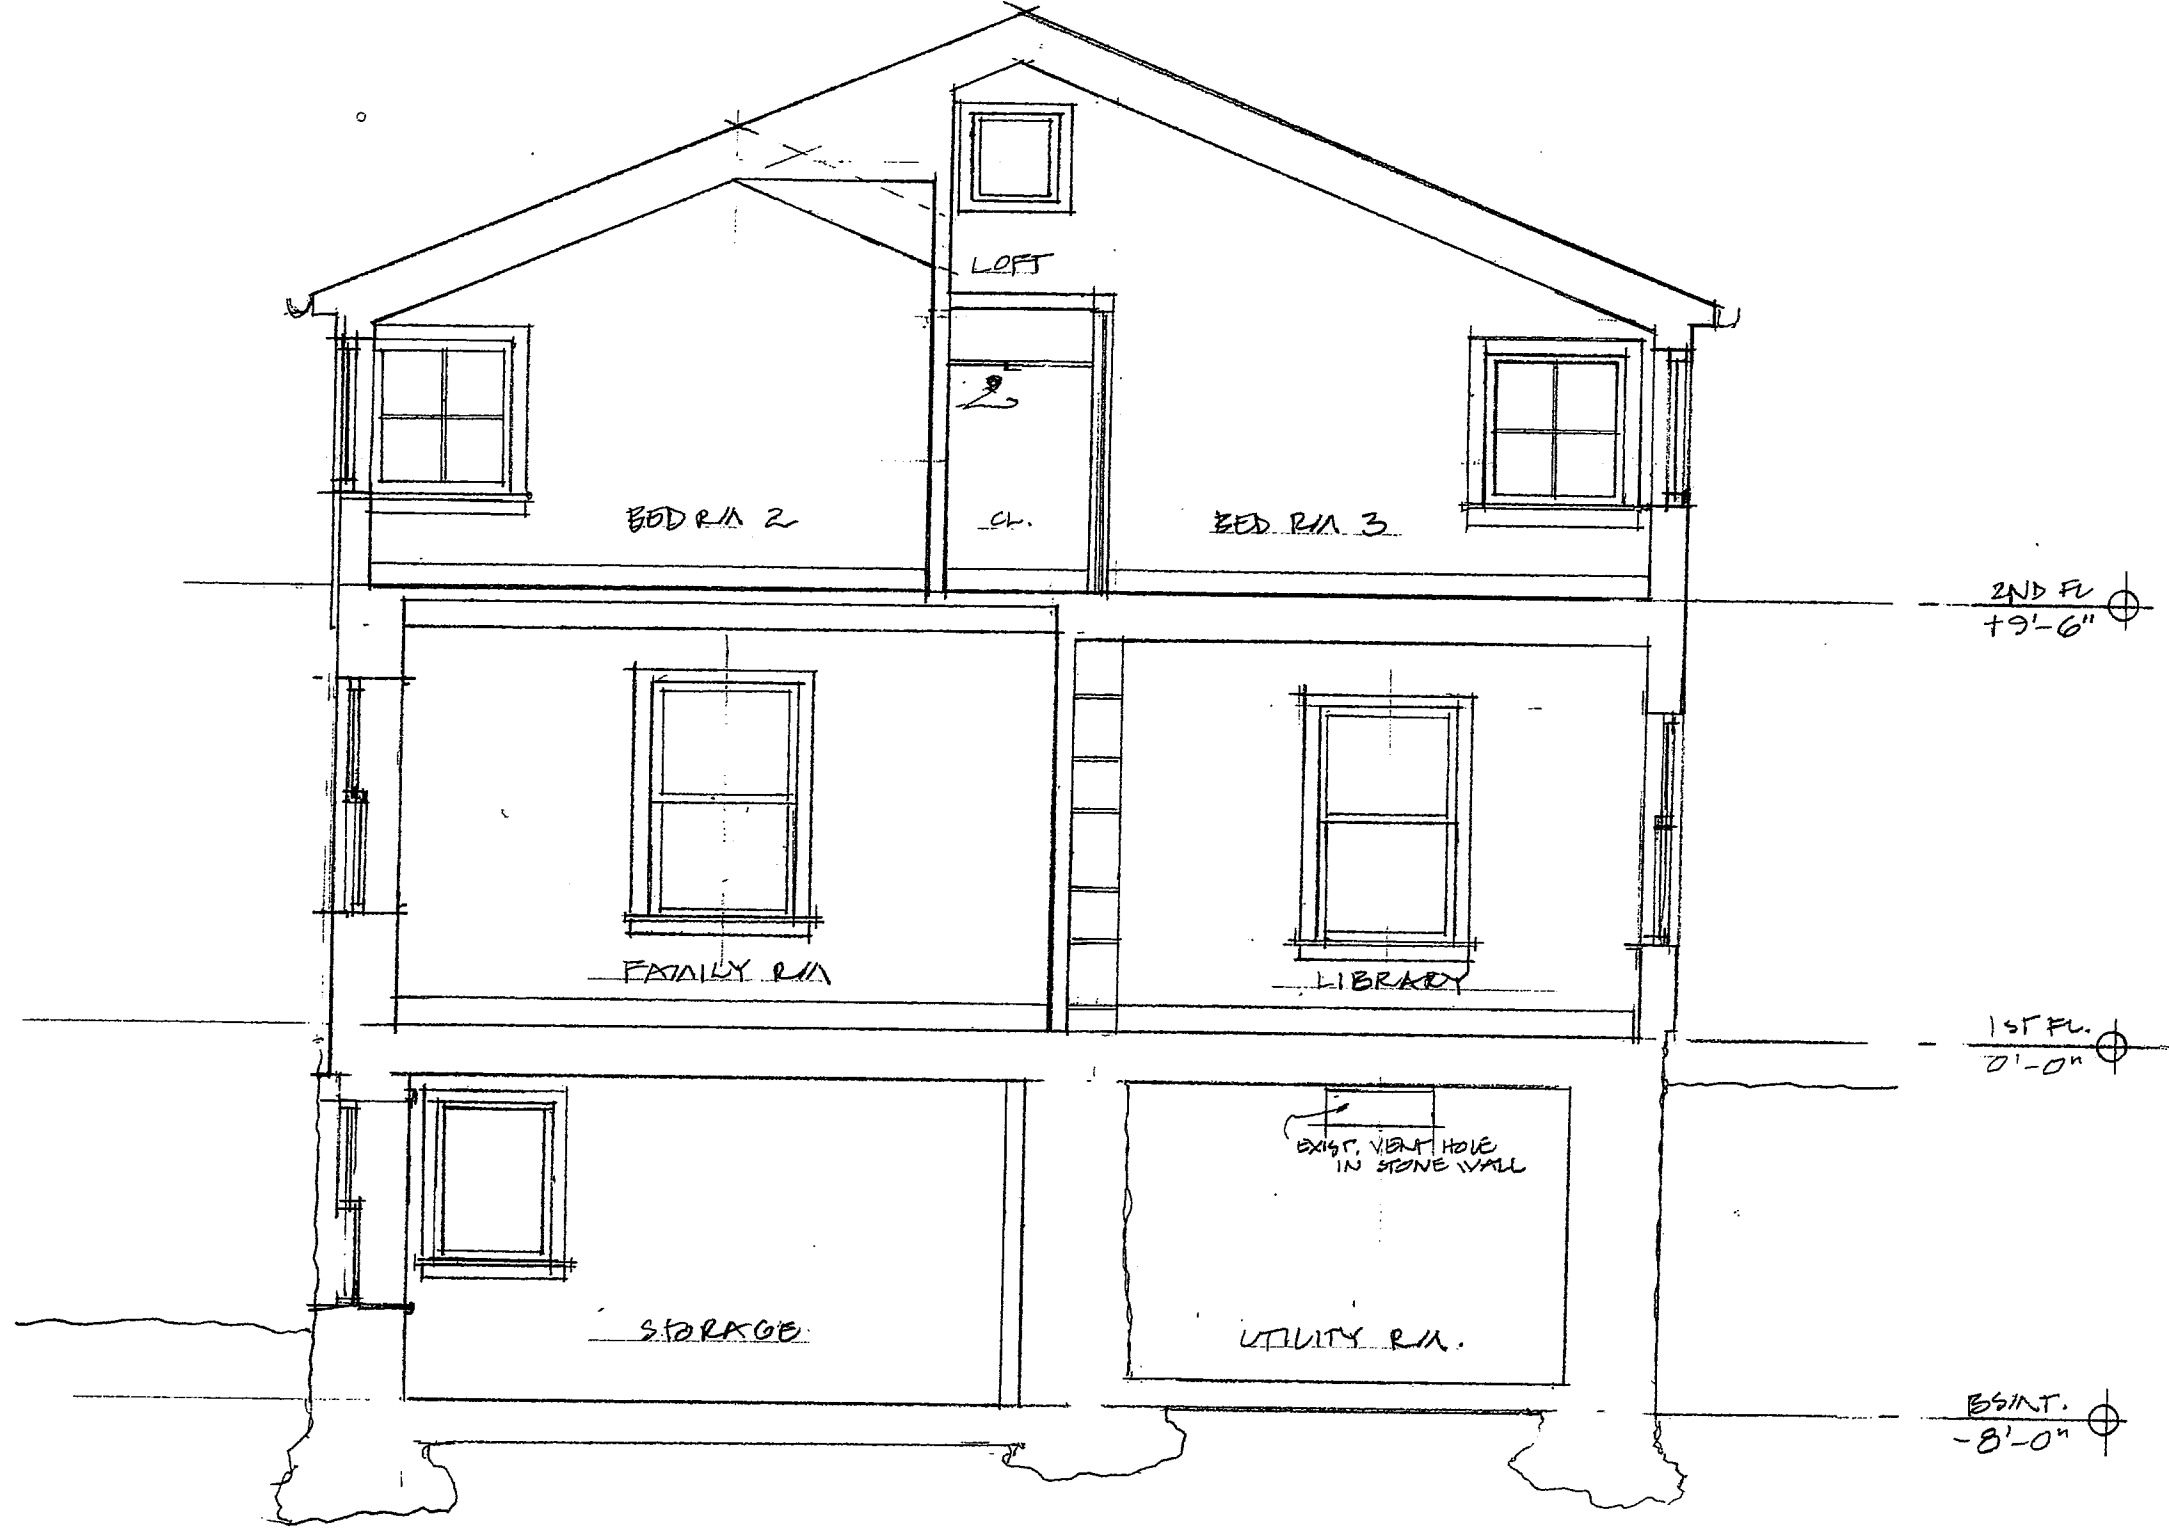 LOFT
2
BED RM 2
CL.
BED RM 3
2ND FL
+9'-6"
FAMILY RM
LIBRARY
1ST FL.
0'-0"
EXIST. VENT HOLE
IN STONE WALL
STORAGE
UTILITY RM.
BSMT.
-8'-0"